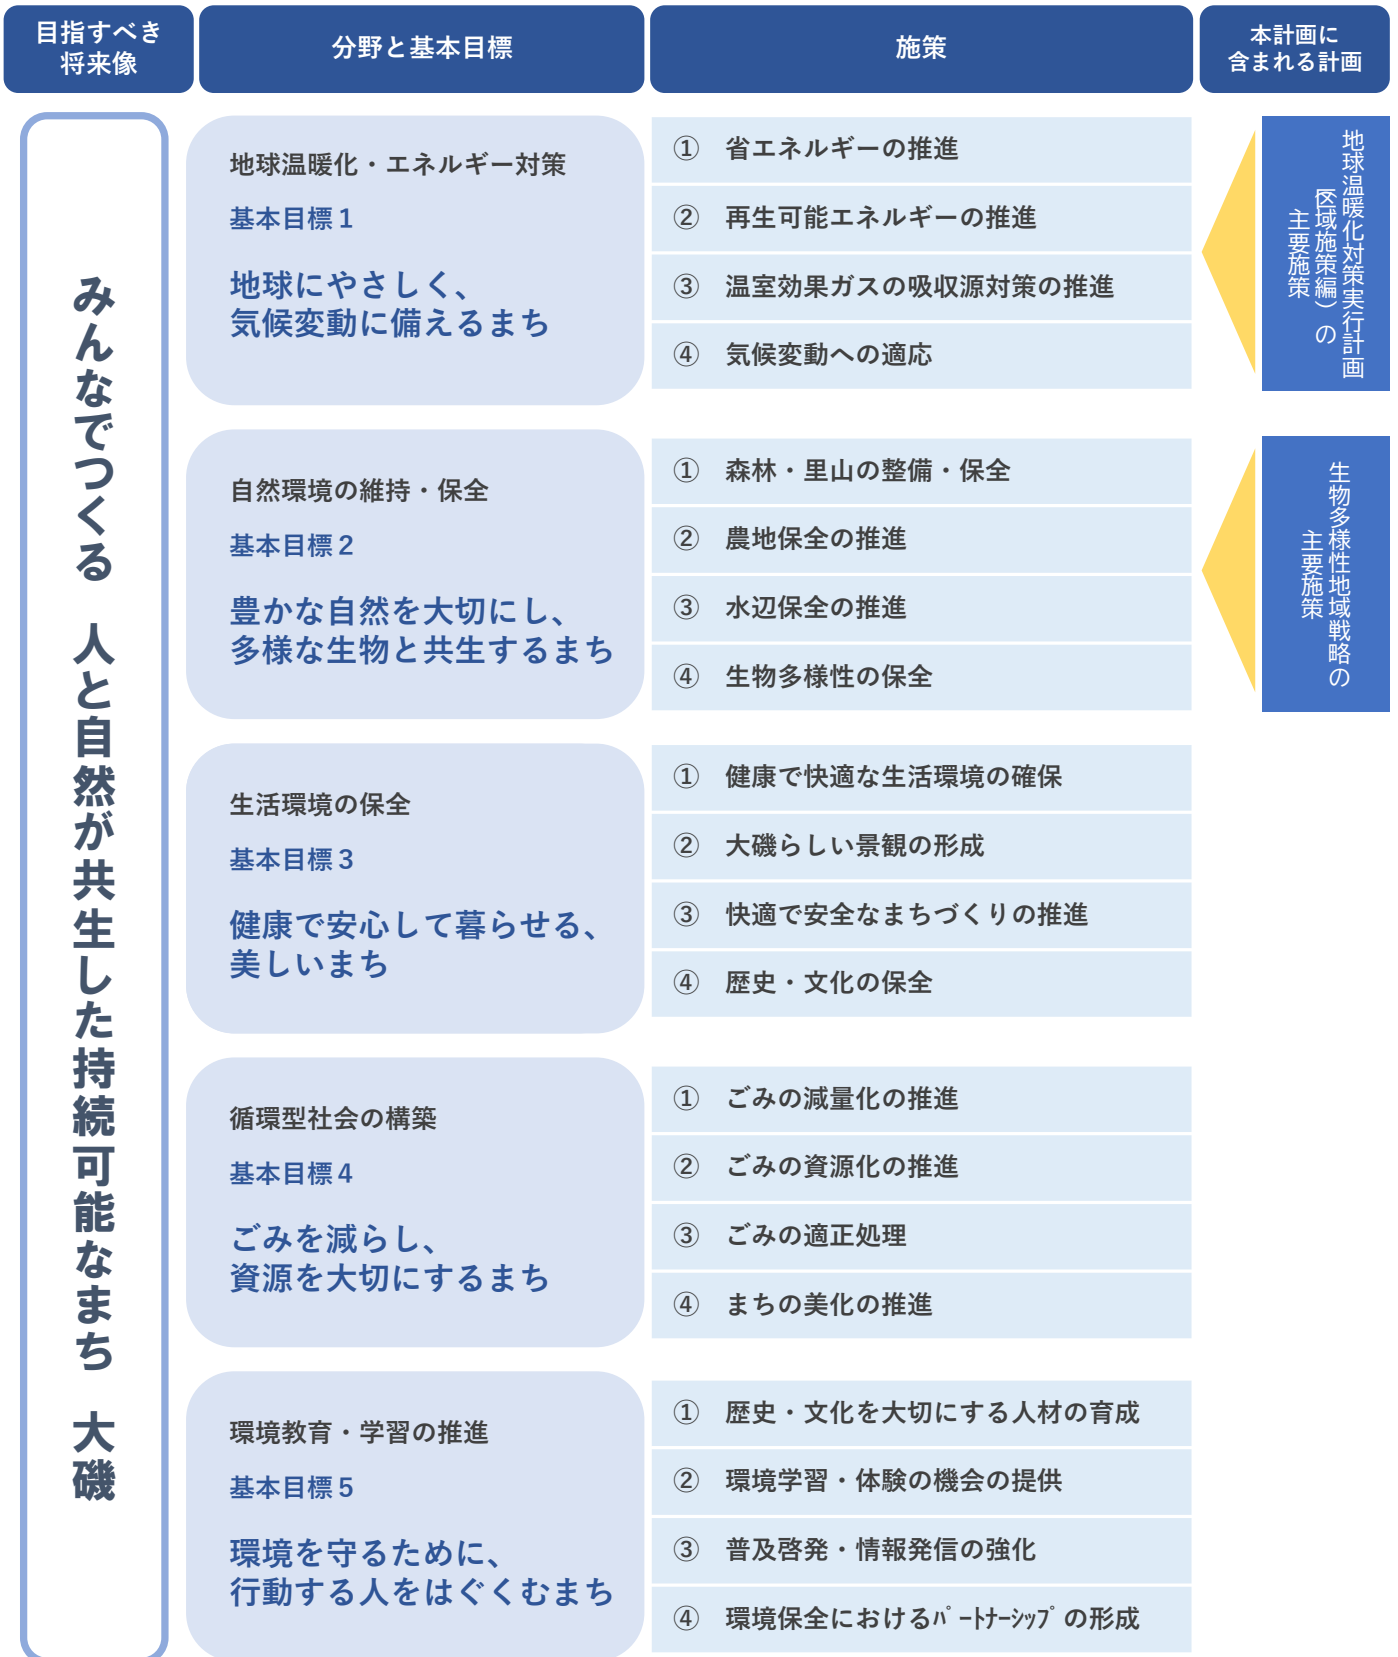 目指すべき
将来像
分野と基本目標
施策
本計画に
含まれる計画
みんなでつくる 人と自然が共生した持続可能なまち 大磯
地球温暖化・エネルギー対策
基本目標1
地球にやさしく、
気候変動に備えるまち
① 省エネルギーの推進
② 再生可能エネルギーの推進
③ 温室効果ガスの吸収源対策の推進
④ 気候変動への適応
地球温暖化対策実行計画
（区域施策編）の
主要施策
自然環境の維持・保全
基本目標2
豊かな自然を大切にし、
多様な生物と共生するまち
① 森林・里山の整備・保全
② 農地保全の推進
③ 水辺保全の推進
④ 生物多様性の保全
生物多様性地域戦略の
主要施策
生活環境の保全
基本目標3
健康で安心して暮らせる、
美しいまち
① 健康で快適な生活環境の確保
② 大磯らしい景観の形成
③ 快適で安全なまちづくりの推進
④ 歴史・文化の保全
循環型社会の構築
基本目標4
ごみを減らし、
資源を大切にするまち
① ごみの減量化の推進
② ごみの資源化の推進
③ ごみの適正処理
④ まちの美化の推進
環境教育・学習の推進
基本目標5
環境を守るために、
行動する人をはぐくむまち
① 歴史・文化を大切にする人材の育成
② 環境学習・体験の機会の提供
③ 普及啓発・情報発信の強化
④ 環境保全におけるﾊﾟｰﾄﾅｰｼｯﾌﾟの形成